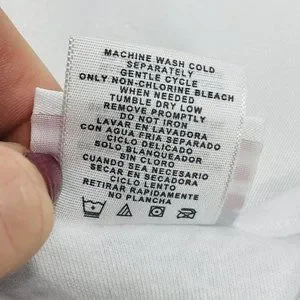 MACHINE WASH COLD
SEPARATELY
GENTLE CYCLE
ONLY NON-CHLORINE BLEACH
WHEN NEEDED
TUMBLE DRY LOW
REMOVE PROMPTLY
DO NOT IRON
LAVAR EN LAVADORA
CON AGUA FRIA SEPARADO
CICLO DELICADO
SOLO BLANQUEADOR
SIN CLORO
CUANDO SEA NECESARIO
SECAR EN SECADORA
CICLO LENTO
RETIRAR RAPIDAMENTE
NO PLANCHA